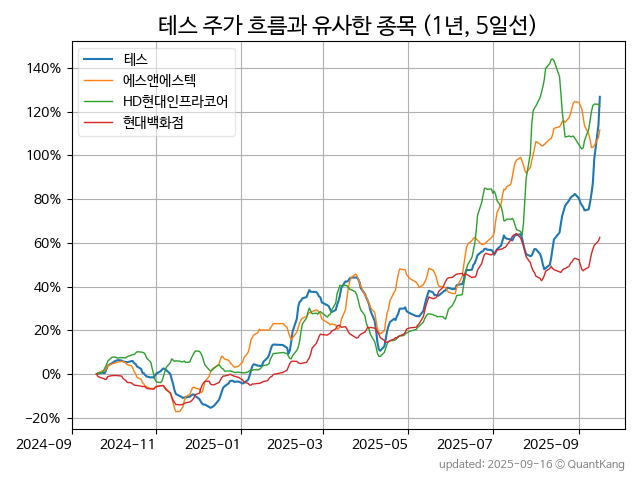 테스 주가 흐름과 유사한 종목 (1년, 5일선)
테스
에스앤에스텍
HD현대인프라코어
현대백화점
140%
120%
100%
80%
60%
40%
20%
0%
−20%
2024-09 2024-11 2025-01 2025-03 2025-05 2025-07 2025-09
updated: 2025-09-16 © QuantKang